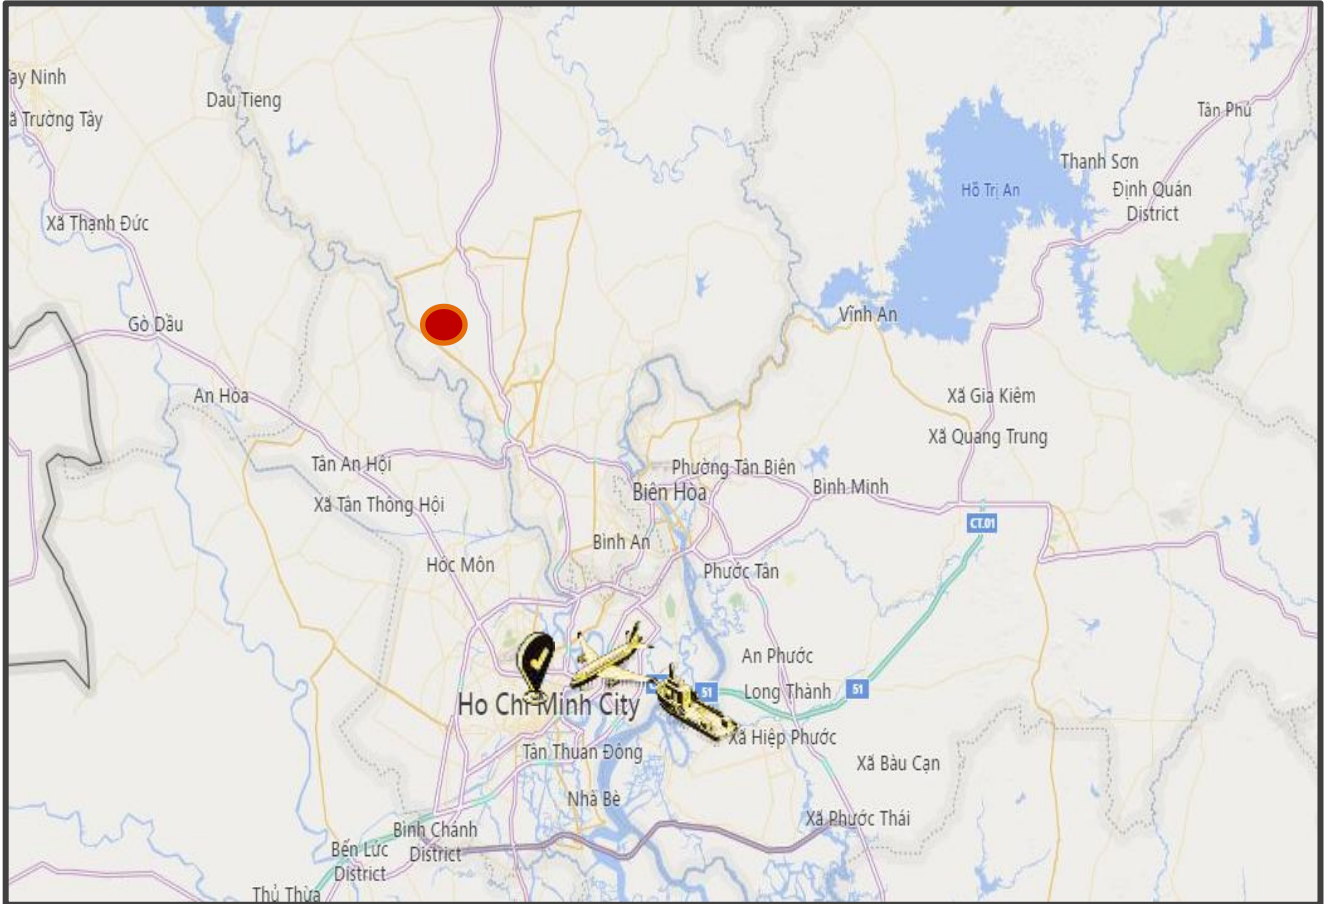 ay Ninh
Dau Tieng
Tân Phú
ã Trường Tây
Thanh Sơn
Hồ Trị An
Định Quán
District
Xã Thạnh Đức
Gò Dầu
Vĩnh An
An Hòa
Xã Gia Kiệm
Xã Quang Trung
Tân An Hội
Phường Tân Biên
Biên Hòa
Bình Minh
Xã Tân Thông Hội
CT.01
Bình An
Hóc Môn
Phước Tân
An Phước
51
Long Thành
51
Ho Chi Minh City
Xã Hiệp Phước
Tân Thuận Đông
Xã Bàu Cạn
Nhà Bè
Xã Phước Thái
Bình Chánh
District
Bến Lức
District
Thủ Thừa